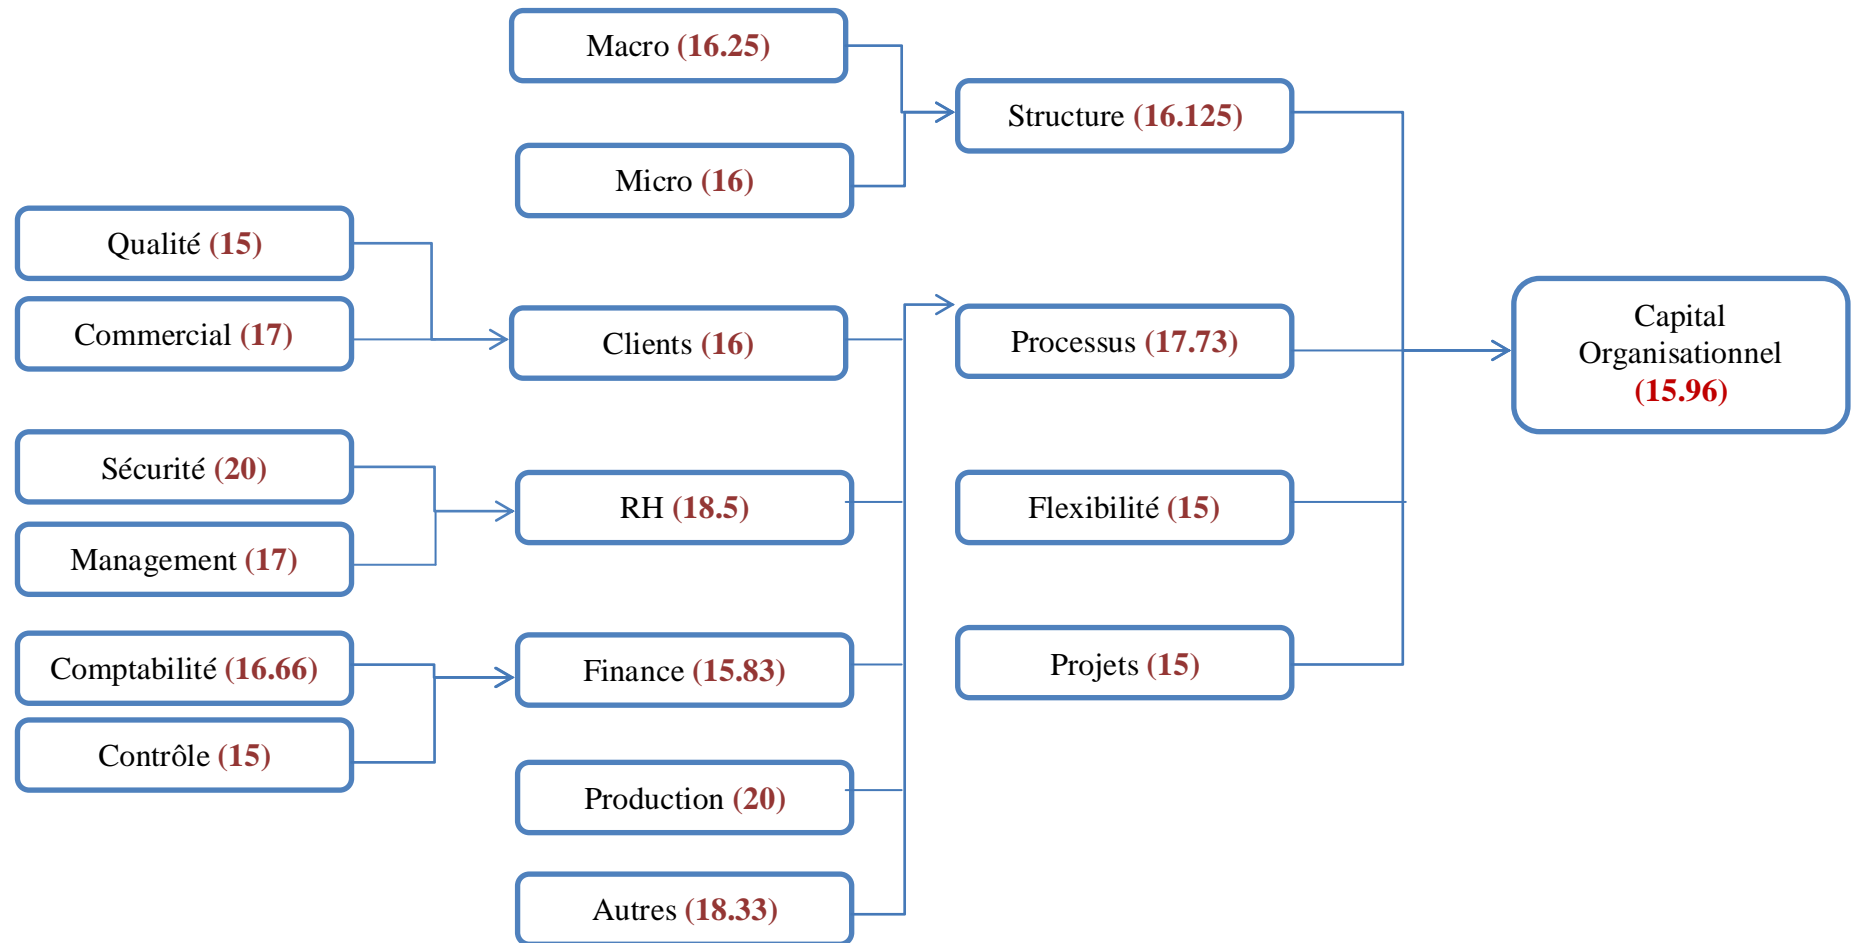 Macro (16.25)
Structure (16.125)
Micro (16)
Qualité (15)
Commercial (17)
Clients (16)
Processus (17.73)
Capital
Organisationnel
(15.96)
Sécurité (20)
RH (18.5)
Flexibilité (15)
Management (17)
Comptabilité (16.66)
Finance (15.83)
Projets (15)
Contrôle (15)
Production (20)
Autres (18.33)